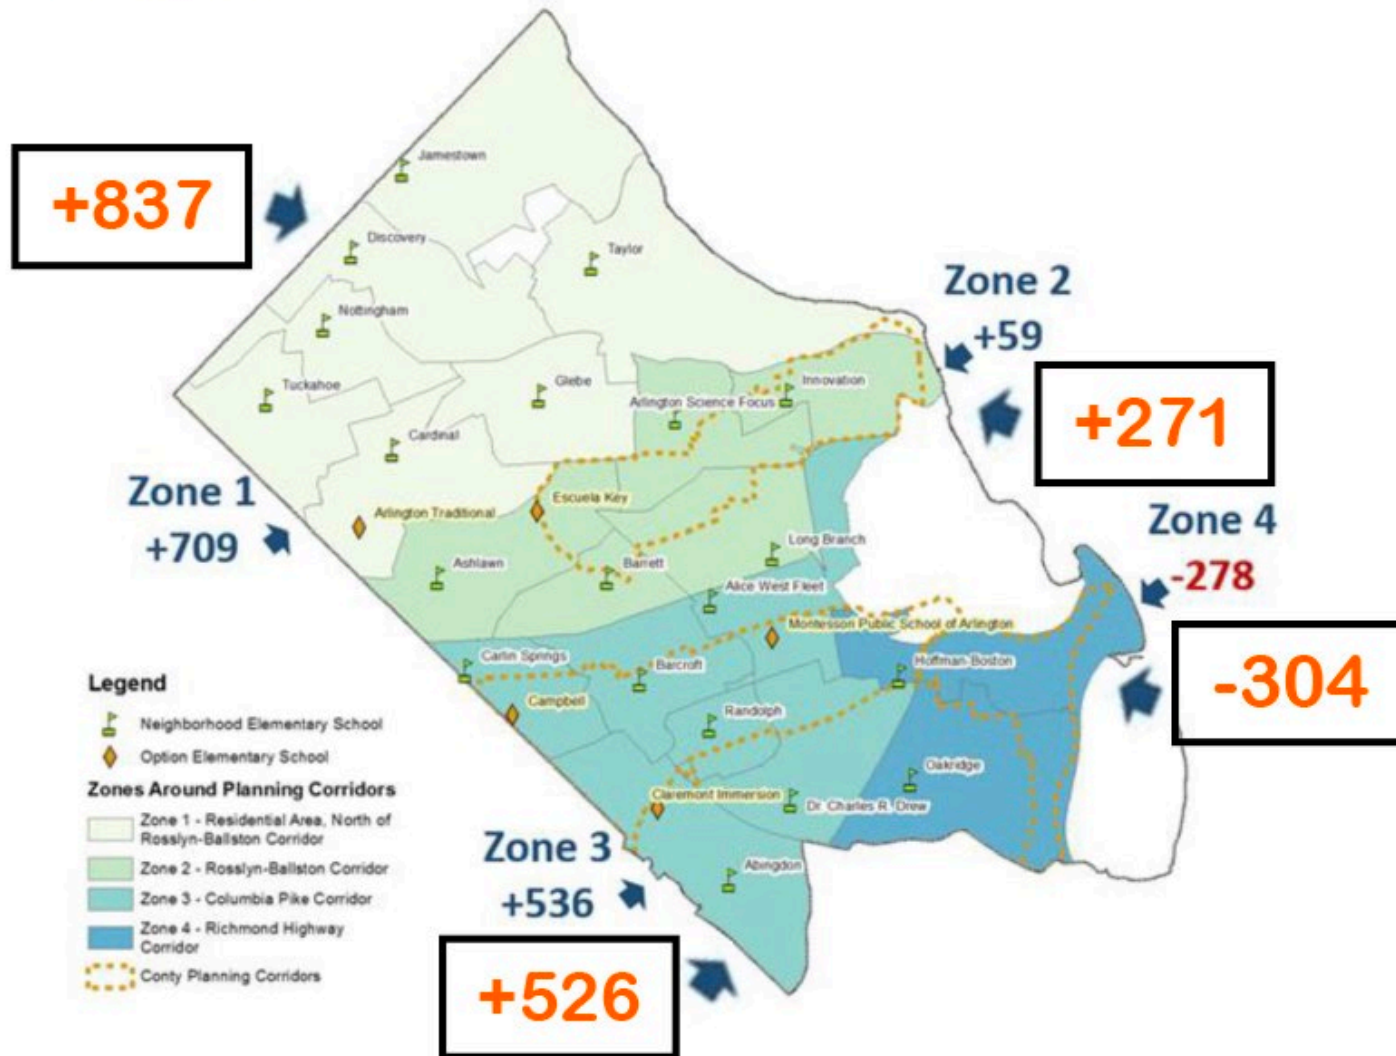 Jamestown
+837
Discovery
Taylor
Zone 2
+59
Nottingham
Tuckahoe
Glebe
Innovation
Arlington Science Focus
+271
Cardinal
Zone 1
+709
Escuela Key
Arlington Traditional
Zone 4
-278
Long Branch
Ashlawn
Barrett
Alice West Fleet
Montesson Public School of Arlington
-304
Carlin Springs
Barcroft
Hoffman-Boston
Campbell
Randolph
Oakridge
Claremont Immersion
Dr. Charles R. Drew
Zone 3
+536
Abingdon
+526
Legend
Neighborhood Elementary School
Option Elementary School
Zones Around Planning Corridors
Zone 1 - Residential Area, North of
Rosslyn-Ballston Corridor
Zone 2 - Rosslyn-Ballston Corridor
Zone 3 - Columbia Pike Corridor
Zone 4 - Richmond Highway
Corridor
Conty Planning Corridors